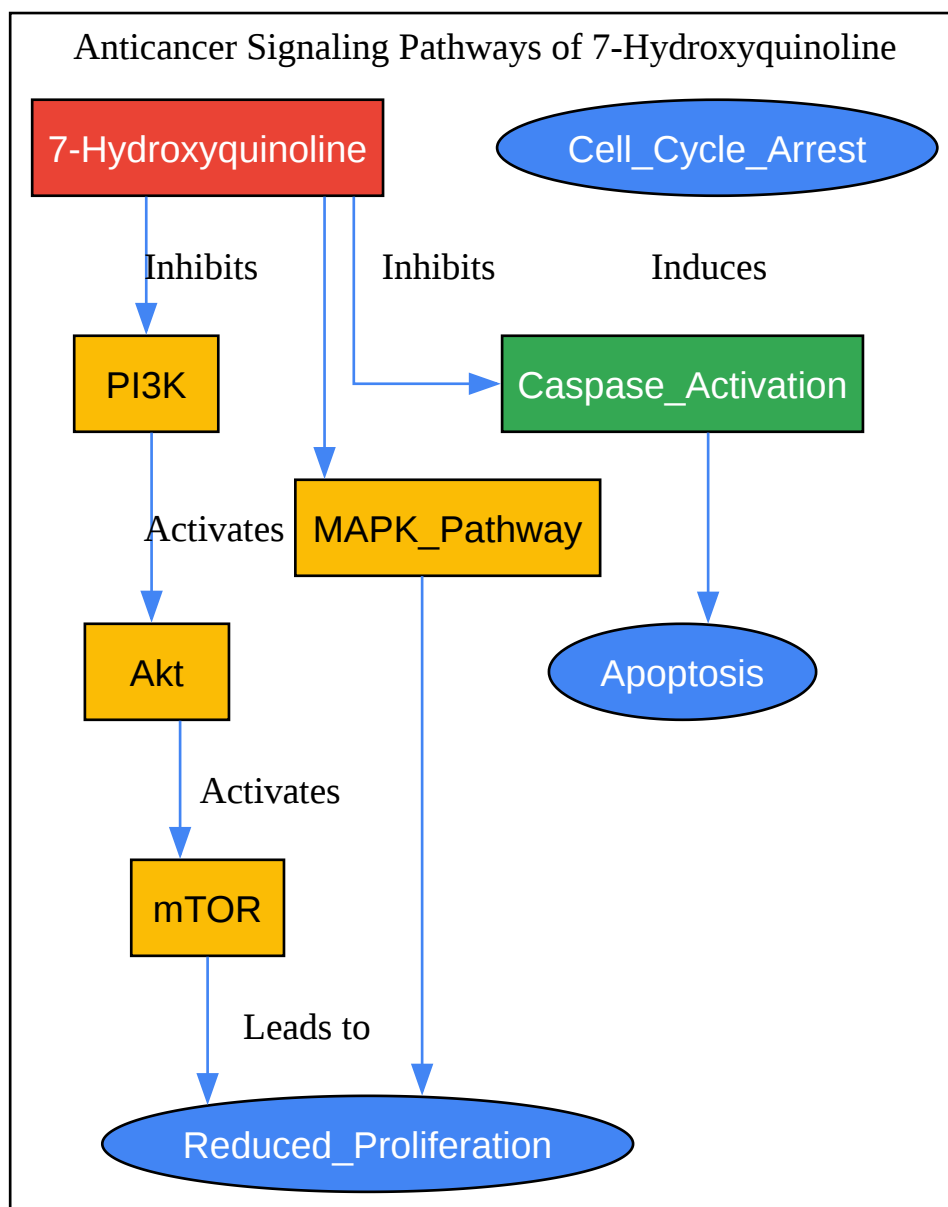 Anticancer Signaling Pathways of 7-Hydroxyquinoline
7-Hydroxyquinoline
Cell_Cycle_Arrest
Inhibits
Inhibits
Induces
PI3K
Caspase_Activation
Activates
MAPK_Pathway
Akt
Apoptosis
Activates
mTOR
Leads to
Reduced_Proliferation